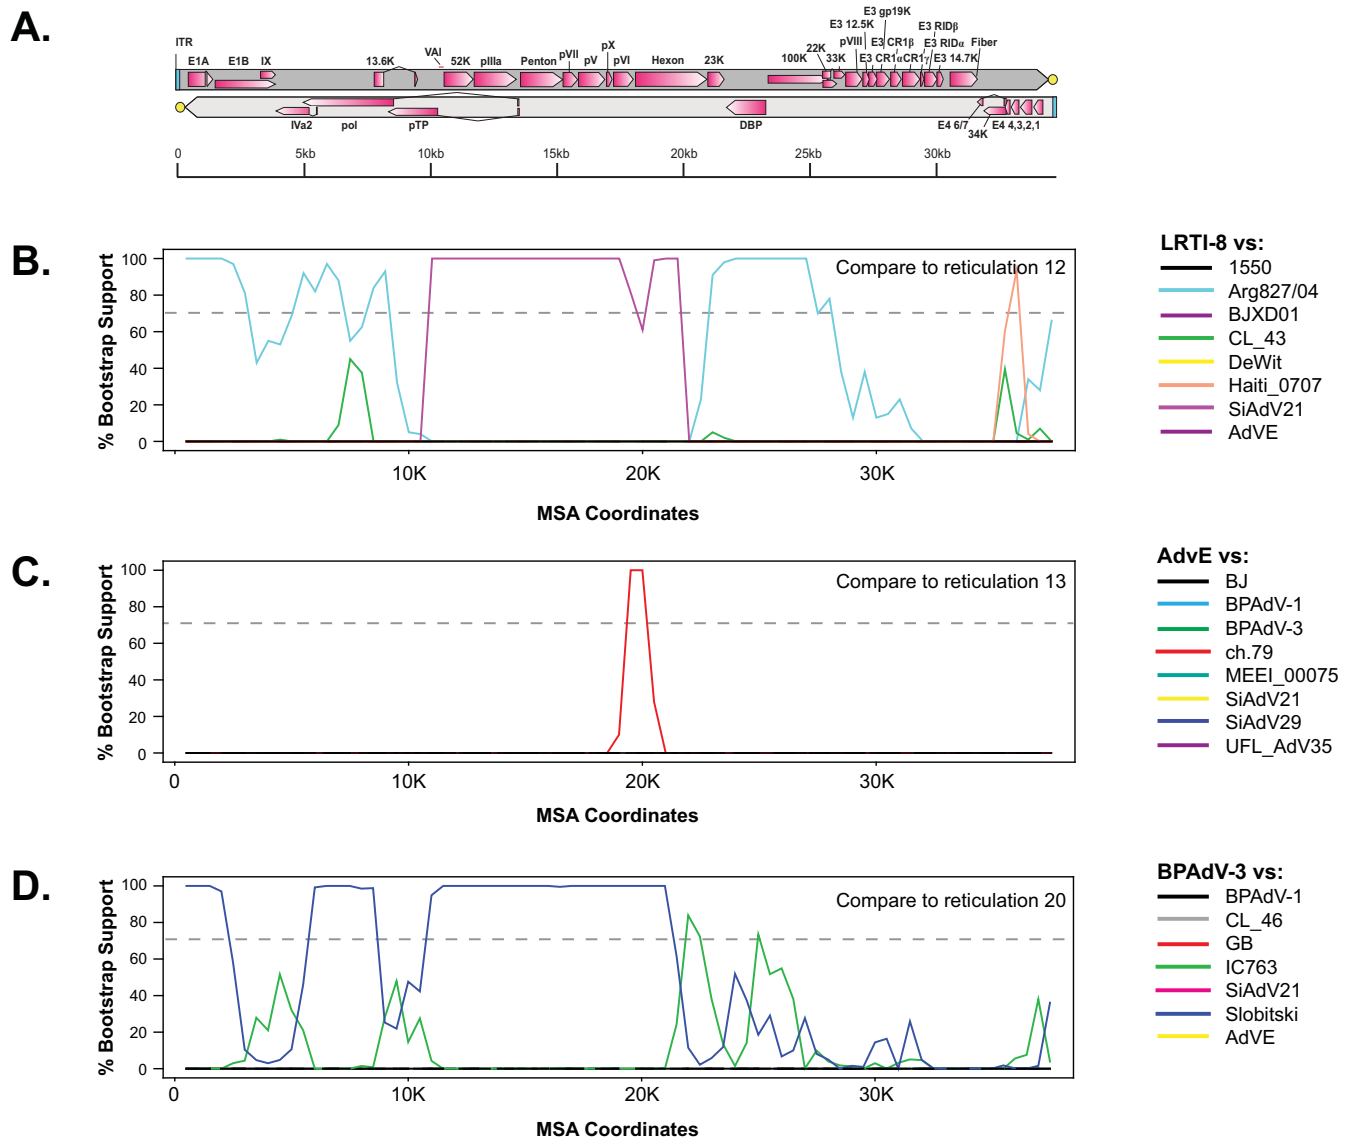 A.
ITR
E1A
E1B
IX
13.6K
VAI
52K
pIIIa
Penton
pVII
pV
pX
pVI
Hexon
23K
100K
22K
33K
pVIII
E3 12.5K
E3 gp19K
E3 CR1α
E3 CR1β
CR1γ
E3 RIDβ
E3 RIDα
E3 14.7K
Fiber
IVa2
pol
pTP
DBP
E4 6/7
34K
E4 4,3,2,1
0 5kb 10kb 15kb 20kb 25kb 30kb
B.
% Bootstrap Support
100
80
60
40
20
0
Compare to reticulation 12
0 10K 20K 30K
MSA Coordinates
LRTI-8 vs:
1550
Arg827/04
BJXD01
CL_43
DeWit
Haiti_0707
SiAdV21
AdVE
C.
% Bootstrap Support
100
80
60
40
20
0
Compare to reticulation 13
0 10K 20K 30K
MSA Coordinates
AdvE vs:
BJ
BPAdV-1
BPAdV-3
ch.79
MEEI_00075
SiAdV21
SiAdV29
UFL_AdV35
D.
% Bootstrap Support
100
80
60
40
20
0
Compare to reticulation 20
0 10K 20K 30K
MSA Coordinates
BPAdV-3 vs:
BPAdV-1
CL_46
GB
IC763
SiAdV21
Slobitski
AdVE